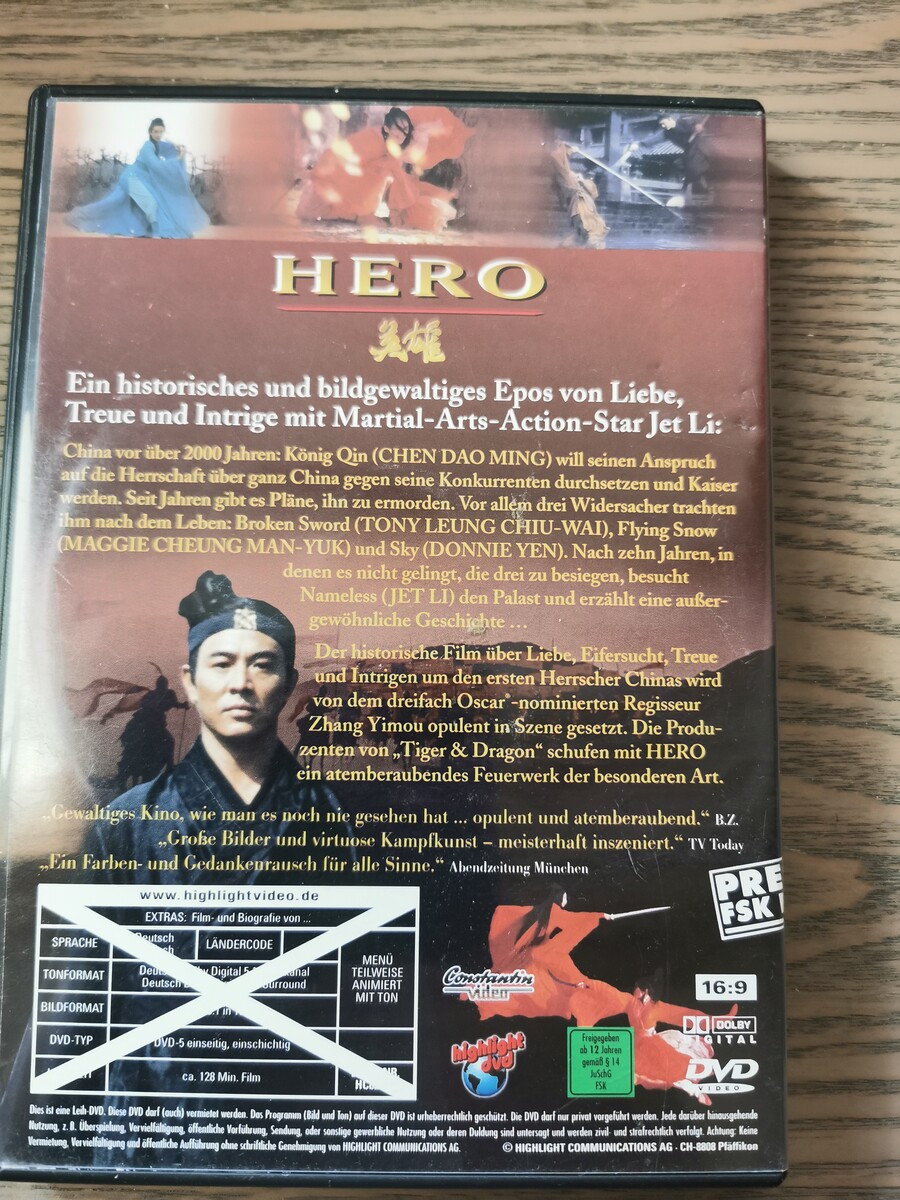 HERO
英雄
Ein historisches und bildgewaltiges Epos von Liebe,
Treue und Intrige mit Martial-Arts-Action-Star Jet Li:
China vor über 2000 Jahren: König Qin (CHEN DAO MING) will seinen Anspruch
auf die Herrschaft über ganz China gegen seine Konkurrenten durchsetzen und Kaiser
werden. Seit Jahren gibt es Pläne, ihn zu ermorden. Vor allem drei Widersacher trachten
ihm nach dem Leben: Broken Sword (TONY LEUNG CHIU-WAI), Flying Snow
(MAGGIE CHEUNG MAN-YUK) und Sky (DONNIE YEN). Nach zehn Jahren, in
denen es nicht gelingt, die drei zu besiegen, besucht
Nameless (JET LI) den Palast und erzählt eine außer-
gewöhnliche Geschichte ...
Der historische Film über Liebe, Eifersucht, Treue
und Intrigen um den ersten Herrscher Chinas wird
von dem dreifach Oscar®-nominierten Regisseur
Zhang Yimou opulent in Szene gesetzt. Die Produ-
zenten von „Tiger & Dragon“ schufen mit HERO
ein atemberaubendes Feuerwerk der besonderen Art.
„Gewaltiges Kino, wie man es noch nie gesehen hat ... opulent und atemberaubend.“ B.Z.
„Große Bilder und virtuose Kampfkunst – meisterhaft inszeniert.“ TV Today
„Ein Farben- und Gedankenrausch für alle Sinne.“ Abendzeitung München
www.highlightvideo.de
EXTRAS: Film- und Biografie von ...
SPRACHE
LÄNDERCODE
TONFORMAT
Deutsch
BILDFORMAT
MENÜ
TEILWEISE
ANIMIERT
MIT TON
DVD-TYP
DVD-5 einseitig, einschichtig
ca. 128 Min. Film
PRE
FSK
Constantin
Video
highlight
dvd
Freigegeben
ab 12 Jahren
gemäß § 14
JuSchG
FSK
16:9
DOLBY
DIGITAL
DVD
VIDEO
Dies ist eine Leih-DVD. Diese DVD darf (auch) vermietet werden. Das Programm (Bild und Ton) auf dieser DVD ist urheberrechtlich geschützt. Die DVD darf nur privat vorgeführt werden. Jede darüber hinausgehende
Nutzung, z. B. Überspielung, Vervielfältigung, öffentliche Vorführung, Sendung, oder sonstige gewerbliche Nutzung oder deren Duldung sind untersagt und werden zivil- und strafrechtlich verfolgt. Achtung: Keine
Vermietung, Vervielfältigung und öffentliche Aufführung ohne schriftliche Genehmigung von HIGHLIGHT COMMUNICATIONS AG.
© HIGHLIGHT COMMUNICATIONS AG · CH-8808 Pfäffikon